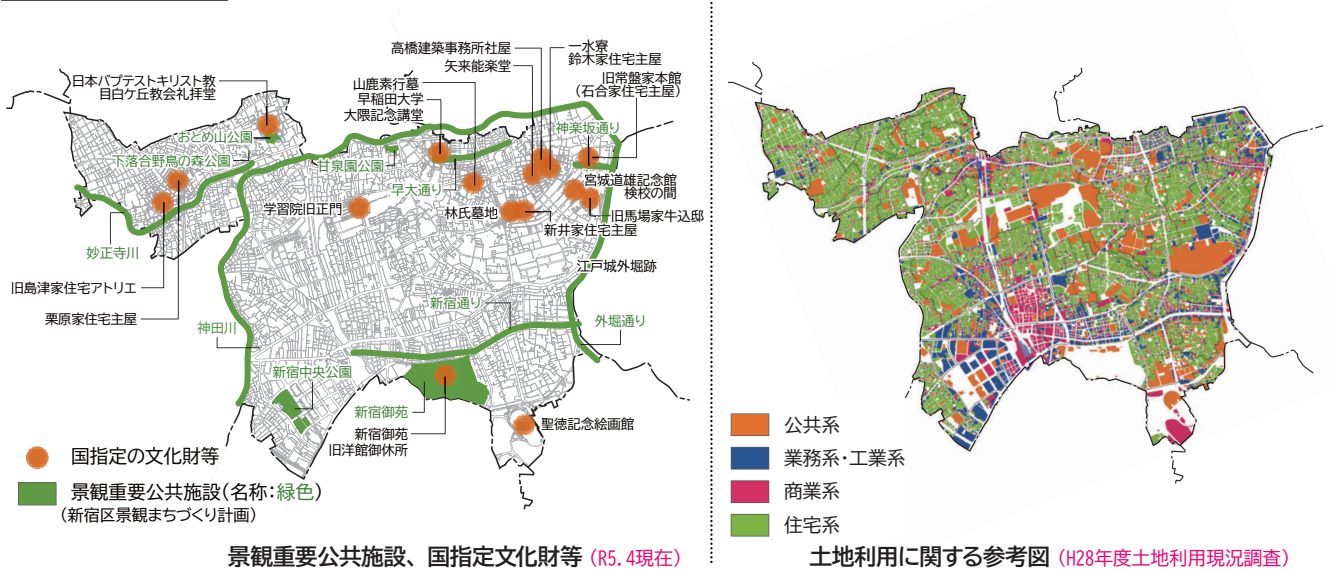 高橋建築事務所社屋
一水寮
鈴木家住宅主屋
矢来能楽堂
旧常盤家本館
(石合家住宅主屋)
日本バプテストキリスト教
目白ケ丘教会礼拝堂
山鹿素行墓
早稲田大学
大隈記念講堂
神楽坂通り
おとめ山公園
下落合野鳥の森公園
甘泉園公園
早大通り
宮城道雄記念館
検校の間
学習院旧正門
林氏墓地
旧馬場家牛込邸
新井家住宅主屋
妙正寺川
江戸城外堀跡
旧島津家住宅アトリエ
新宿通り
栗原家住宅主屋
神田川
外堀通り
新宿中央公園
新宿御苑
聖徳記念絵画館
新宿御苑
旧洋館御休所
国指定の文化財等
景観重要公共施設(名称:緑色)
(新宿区景観まちづくり計画)
景観重要公共施設、国指定文化財等 (R5.4現在)
公共系
業務系・工業系
商業系
住宅系
土地利用に関する参考図 (H28年度土地利用現況調査)